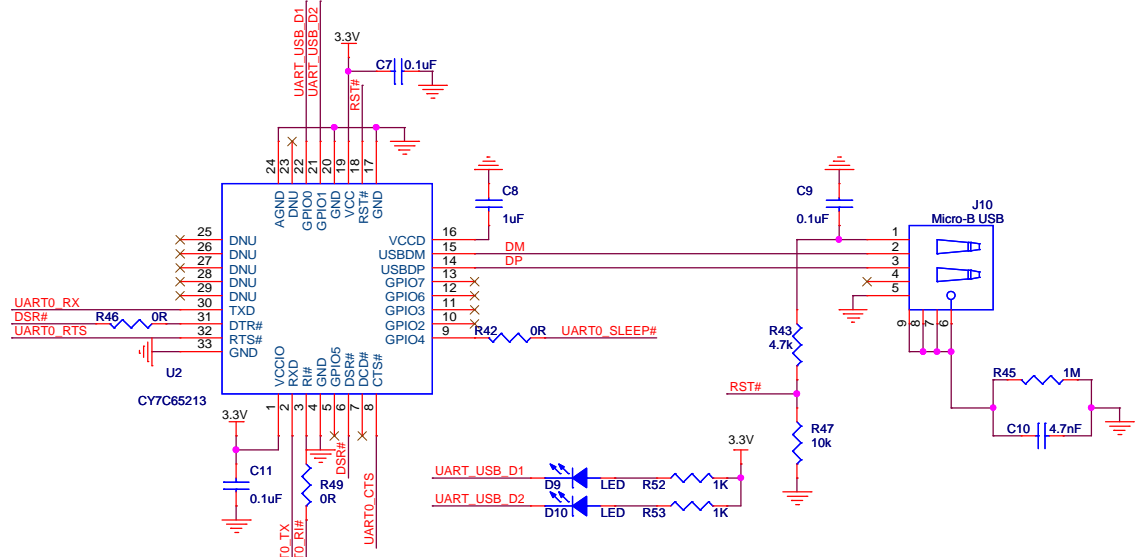 UART_USB_D1
UART_USB_D2
3.3V
C7
0.1uF
RST#
24
23
22
21
20
19
18
17
AGND
DNU
GPIO0
GPIO1
GND
VCC
RST#
GND
C8
1uF
C9
0.1uF
J10
Micro-B USB
25
DNU
26
DNU
27
DNU
28
DNU
29
DNU
UART0_RX
30
TXD
DSR#
R46
0R
31
DTR#
UART0_RTS
32
RTS#
33
GND
VCCD
16
USBDM
15
DM
USBDP
14
DP
GPIO7
13
GPIO6
12
GPIO3
11
GPIO2
10
GPIO4
9
R42
0R
UART0_SLEEP#
1
2
3
4
5
9
8
7
6
U2
CY7C65213
VCCIO
RXD
RI#
GND
GPIO5
DSR#
DCD#
CTS#
1
2
3
4
5
6
7
8
R43
4.7k
RST#
R47
10k
R45
1M
C10
4.7nF
3.3V
C11
0.1uF
R49
0R
DSR#
UART0_CTS
T0_TX
T0_RI#
3.3V
UART_USB_D1
D9
LED
R52
1K
UART_USB_D2
D10
LED
R53
1K